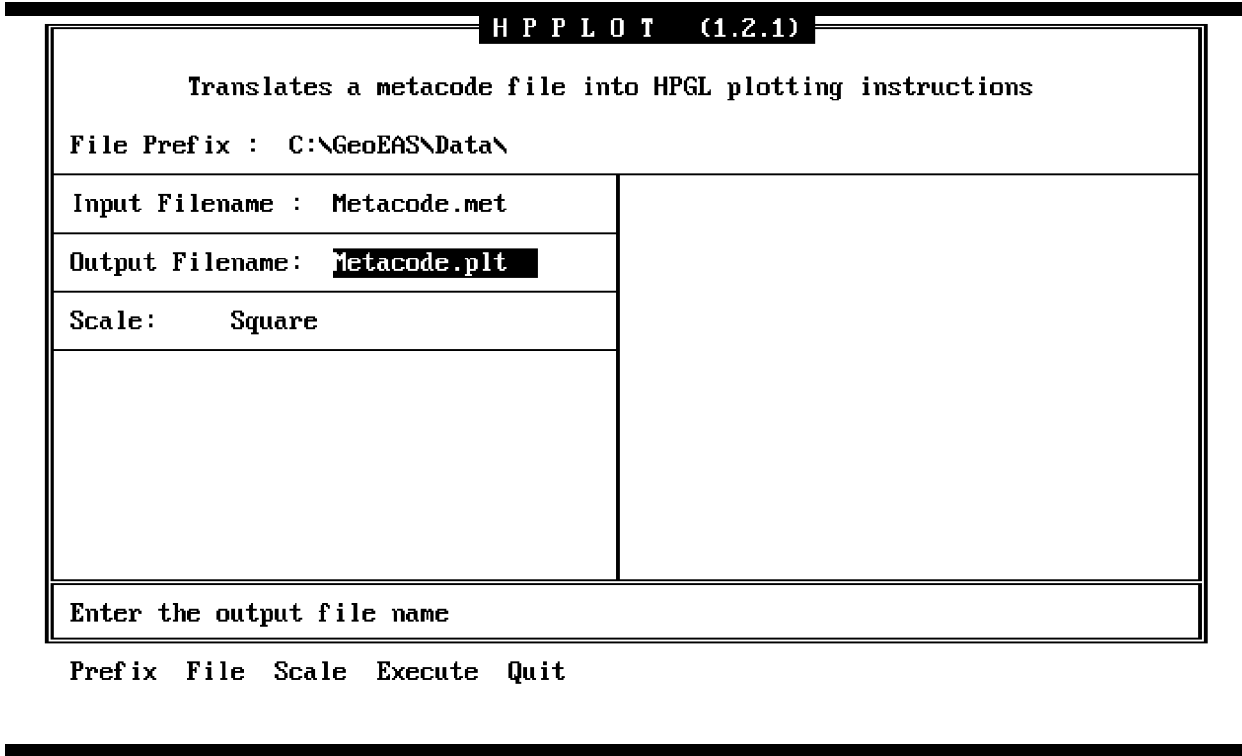 H P P L O T (1.2.1)
Translates a metacode file into HPGL plotting instructions
File Prefix : C:\GeoEAS\Data\
Input Filename : Metacode.met
Output Filename: Metacode.plt
Scale: Square
Enter the output file name
Prefix File Scale Execute Quit